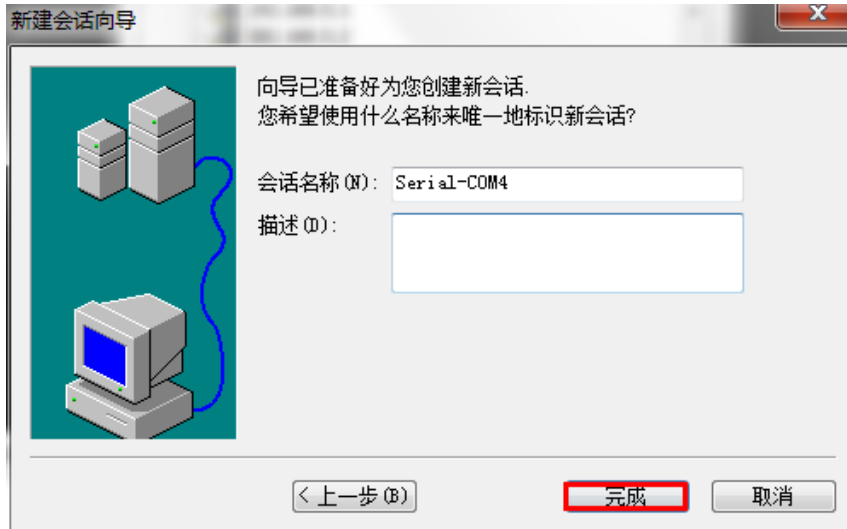 新建会话向导
向导已准备好为您创建新会话.
您希望使用什么名称来唯一地标识新会话?
会话名称(N): Serial-COM4
描述(D):
<上一步(B) 完成 取消